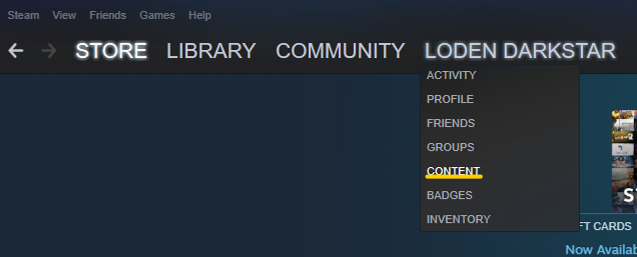 Steam View Friends Games Help
STORE LIBRARY COMMUNITY LODEN DARKSTAR
ACTIVITY
PROFILE
FRIENDS
GROUPS
CONTENT
BADGES
INVENTORY
FT CARDS
Now Availab